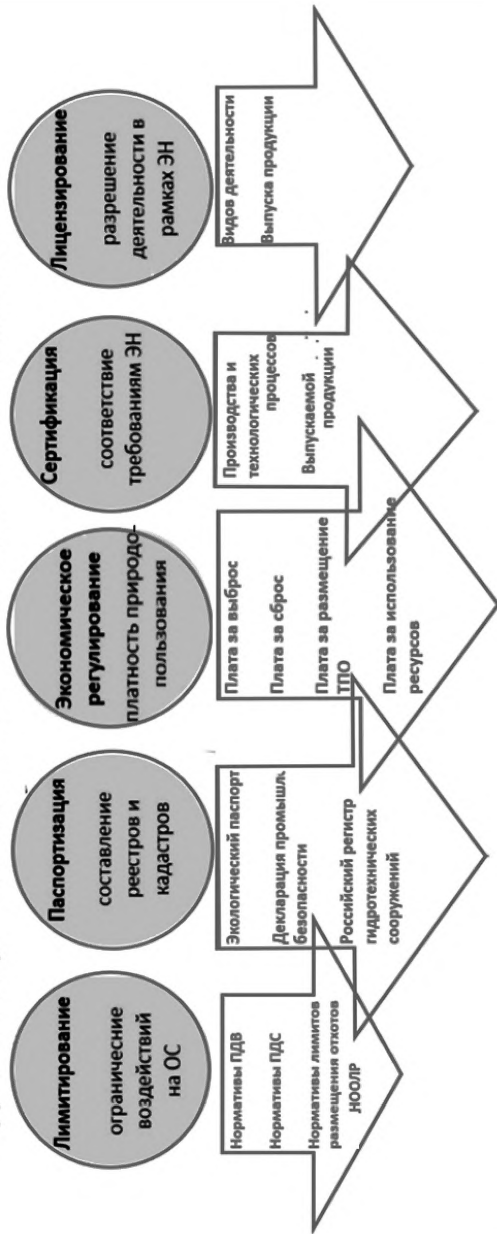 Лимитирование
ограничесние
воздействий
на ОС
Нормативы ПДВ
Нормативы ПДС
Нормативы лимитов
размещения отхотов
НООЛР
Паспортизация
составление
реестров и
кадастров
Экологический паспорт
Декларация промышл.
безопасности
Российский регистр
гидротехнических
сооружений
Экономическое
регулирование
платность природо-
пользования
Плата за выброс
Плата за сброс
Плата за размещение
ТПО
Плата за использование
ресурсов
Сертификация
соответствие
требованиям ЭН
Производства и
технологических
процессов
Выпускаемой
продукции
Лицензирование
разрешение
деятельности в
рамках ЭН
Видов деятельности
Выпуска продукции